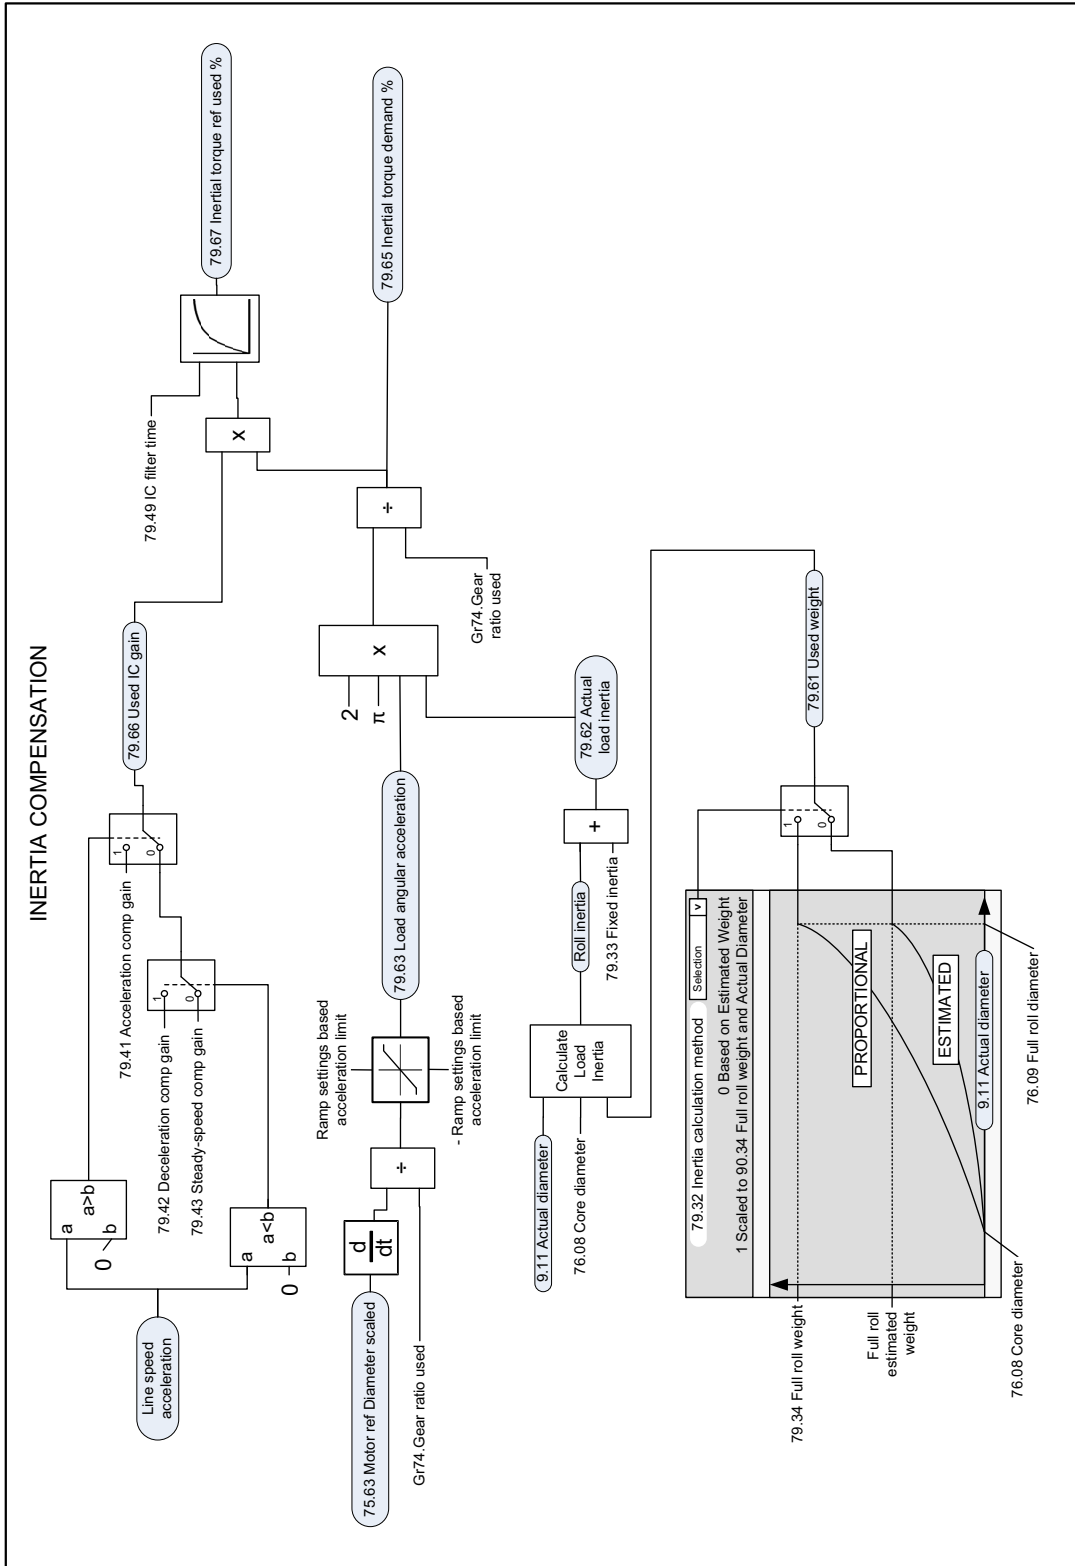 INERTIA COMPENSATION
Line speed
acceleration
a
a>b
b
0
a
a<b
b
0
79.41 Acceleration comp gain
79.42 Deceleration comp gain
79.43 Steady-speed comp gain
1
0
1
0
79.66 Used IC gain
79.49 IC filter time
x
79.67 Inertial torque ref used %
75.63 Motor ref Diameter scaled
d
dt
Gr74.Gear ratio used
÷
Ramp settings based
acceleration limit
- Ramp settings based
acceleration limit
79.63 Load angular acceleration
2
π
x
Gr74.Gear
ratio used
÷
79.65 Inertial torque demand %
9.11 Actual diameter
76.08 Core diameter
Calculate
Load
Inertia
Roll inertia
79.33 Fixed inertia
+
79.62 Actual
load inertia
79.32 Inertia calculation method
Selection
v
0 Based on Estimated Weight
1 Scaled to 90.34 Full roll weight and Actual Diameter
1
0
79.61 Used weight
79.34 Full roll weight
PROPORTIONAL
Full roll
estimated
weight
ESTIMATED
9.11 Actual diameter
76.08 Core diameter
76.09 Full roll diameter